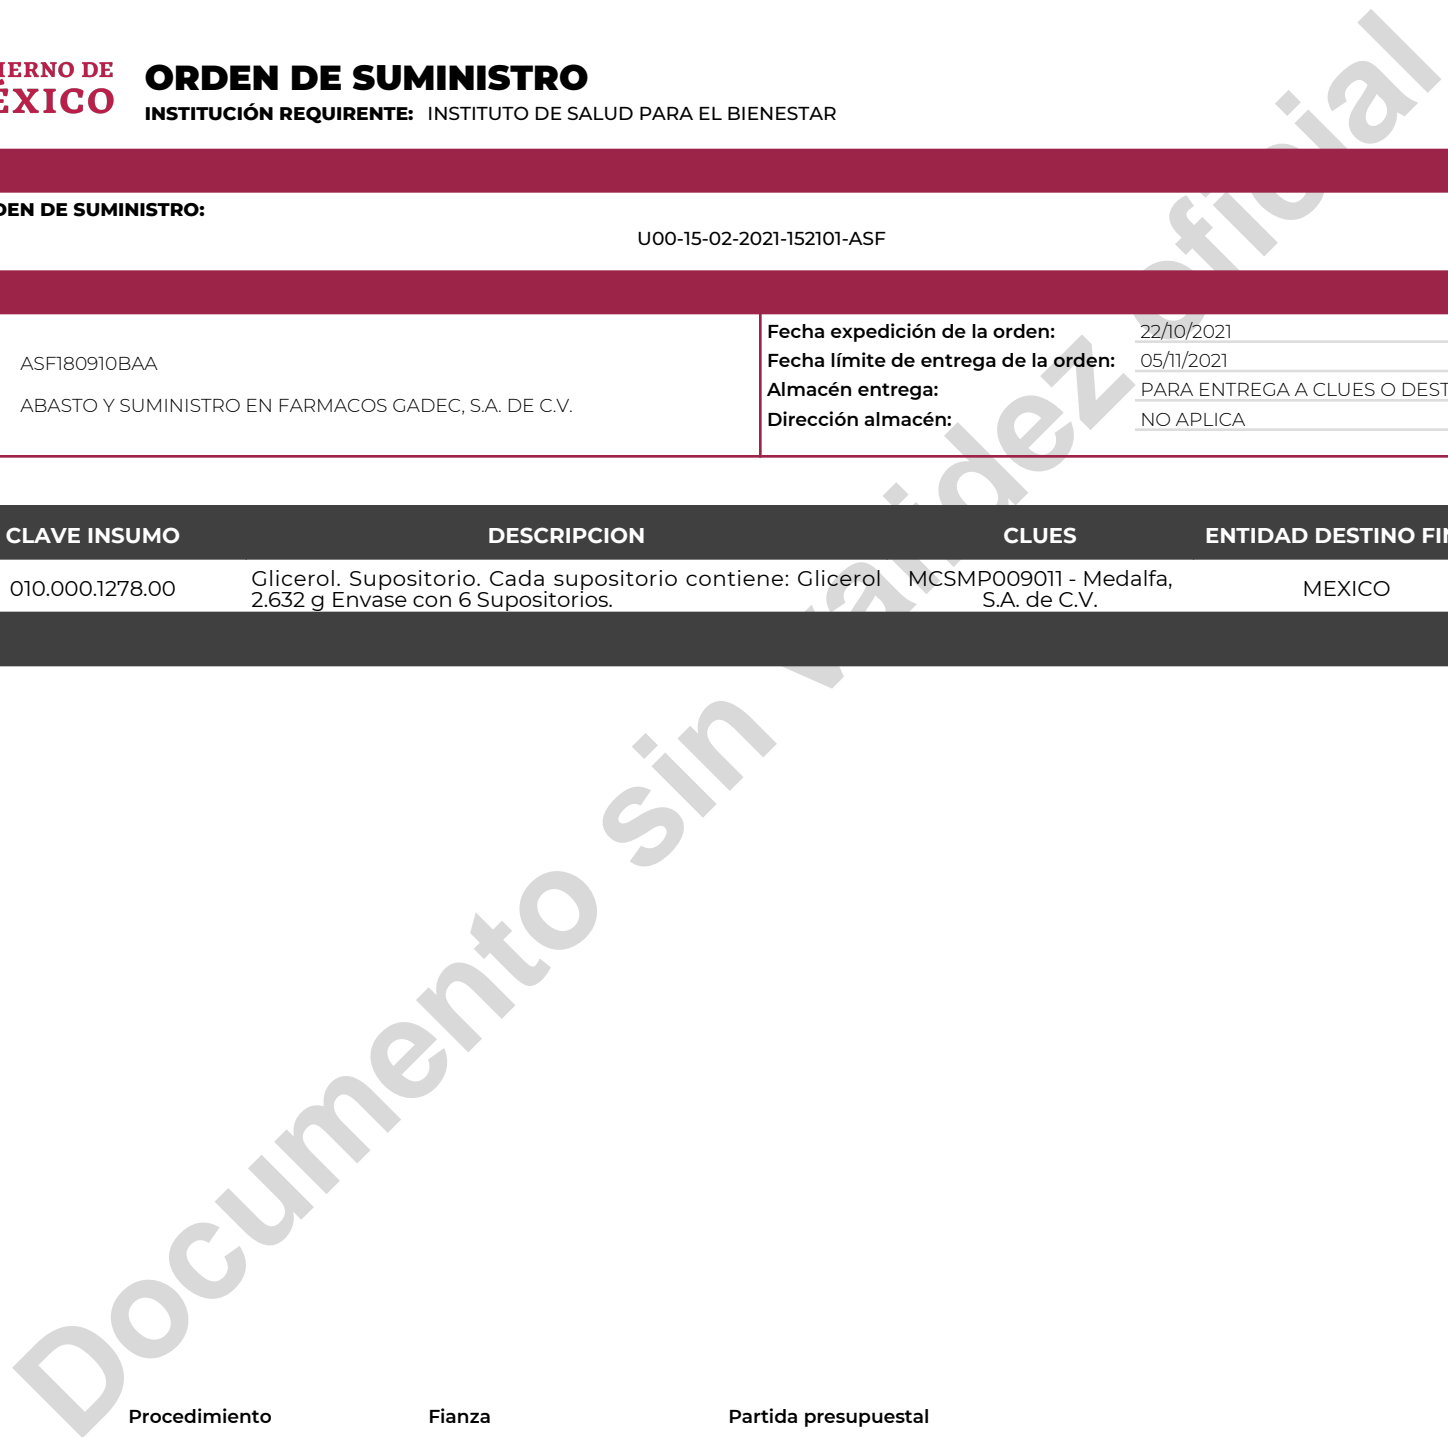 IERNO DE
ÉXICO
ORDEN DE SUMINISTRO
INSTITUCIÓN REQUIRENTE: INSTITUTO DE SALUD PARA EL BIENESTAR
DEN DE SUMINISTRO:
U00-15-02-2021-152101-ASF
ASF180910BAA
ABASTO Y SUMINISTRO EN FARMACOS GADEC, S.A. DE C.V.
Fecha expedición de la orden: 22/10/2021
Fecha límite de entrega de la orden: 05/11/2021
Almacén entrega: PARA ENTREGA A CLUES O DEST
Dirección almacén: NO APLICA
CLAVE INSUMO DESCRIPCION CLUES ENTIDAD DESTINO FIN
010.000.1278.00 Glicerol. Supositorio. Cada supositorio contiene: Glicerol 2.632 g Envase con 6 Supositorios. MCSMP009011 - Medalfa, S.A. de C.V. MEXICO
Documento sin validez oficial
Procedimiento Fianza Partida presupuestal